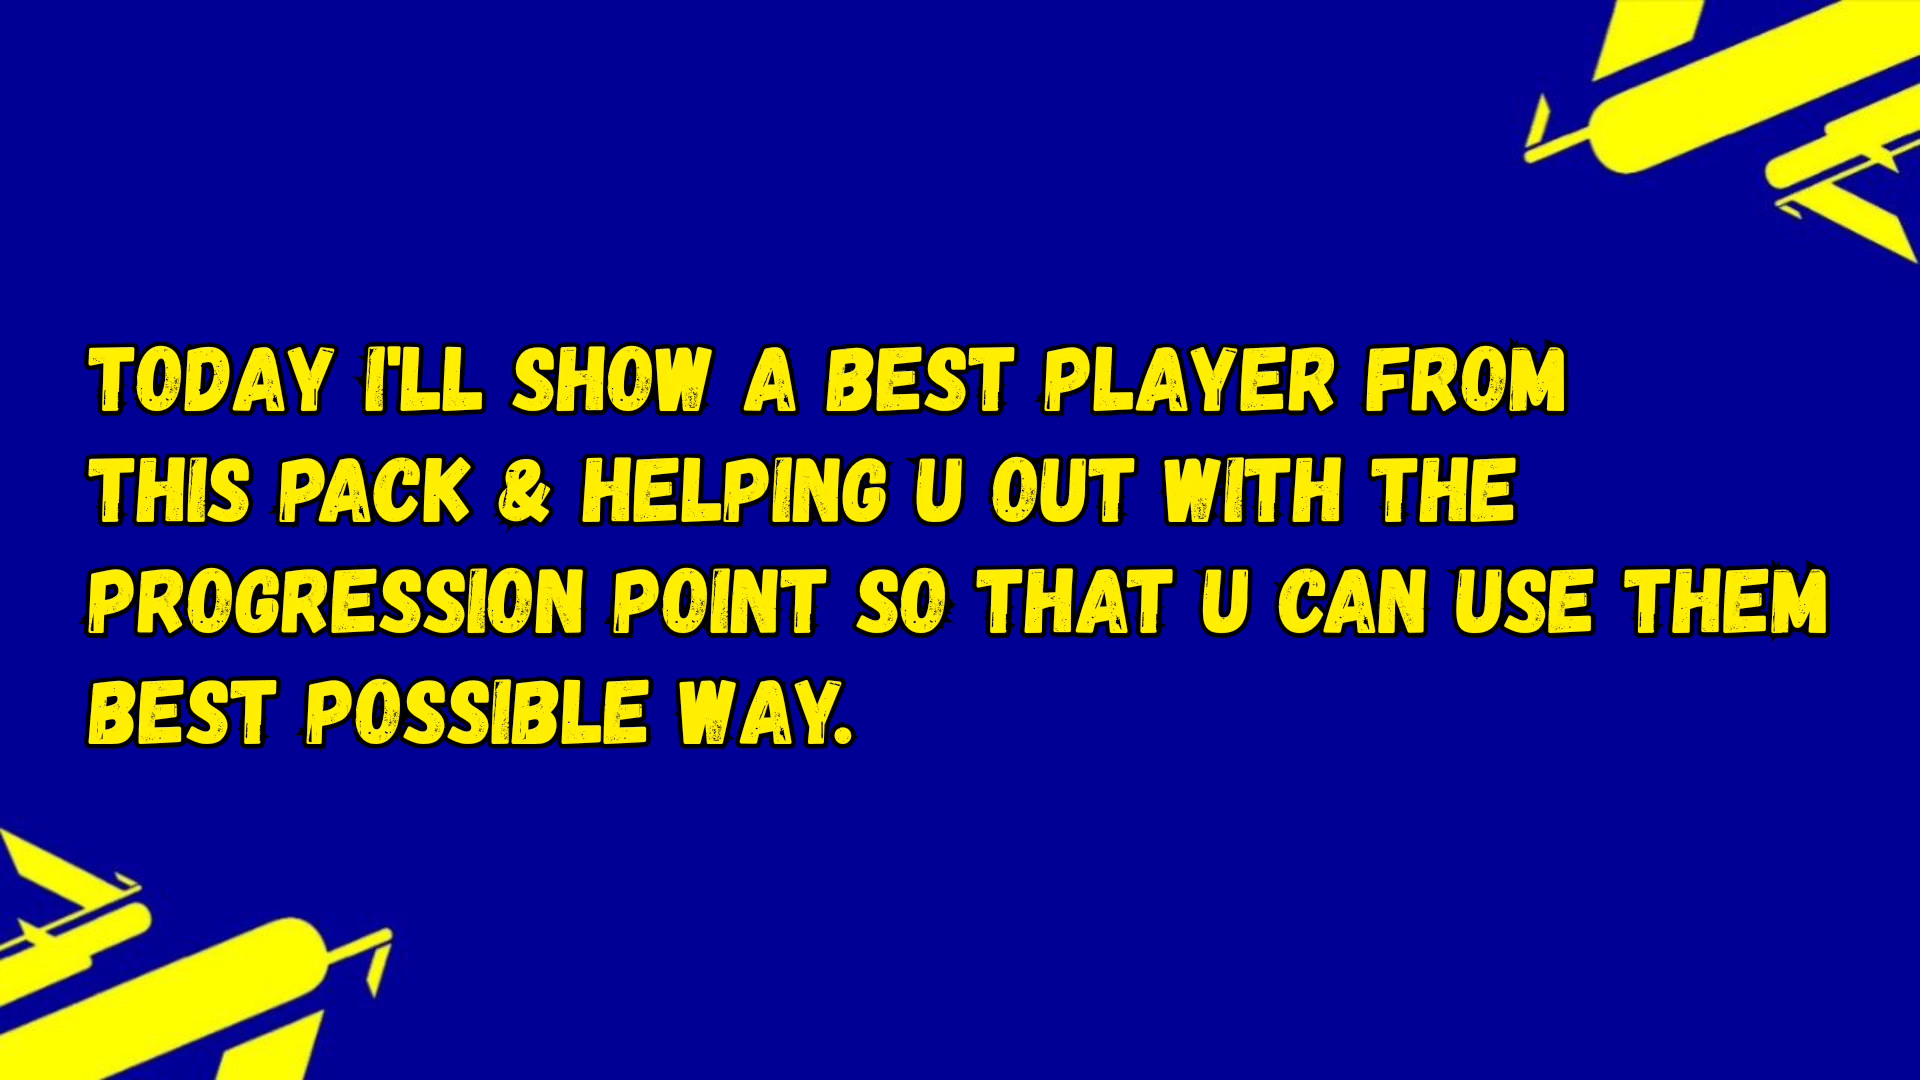 TODAY I'LL SHOW A BEST PLAYER FROM
THIS PACK & HELPING U OUT WITH THE
PROGRESSION POINT SO THAT U CAN USE THEM
BEST POSSIBLE WAY.